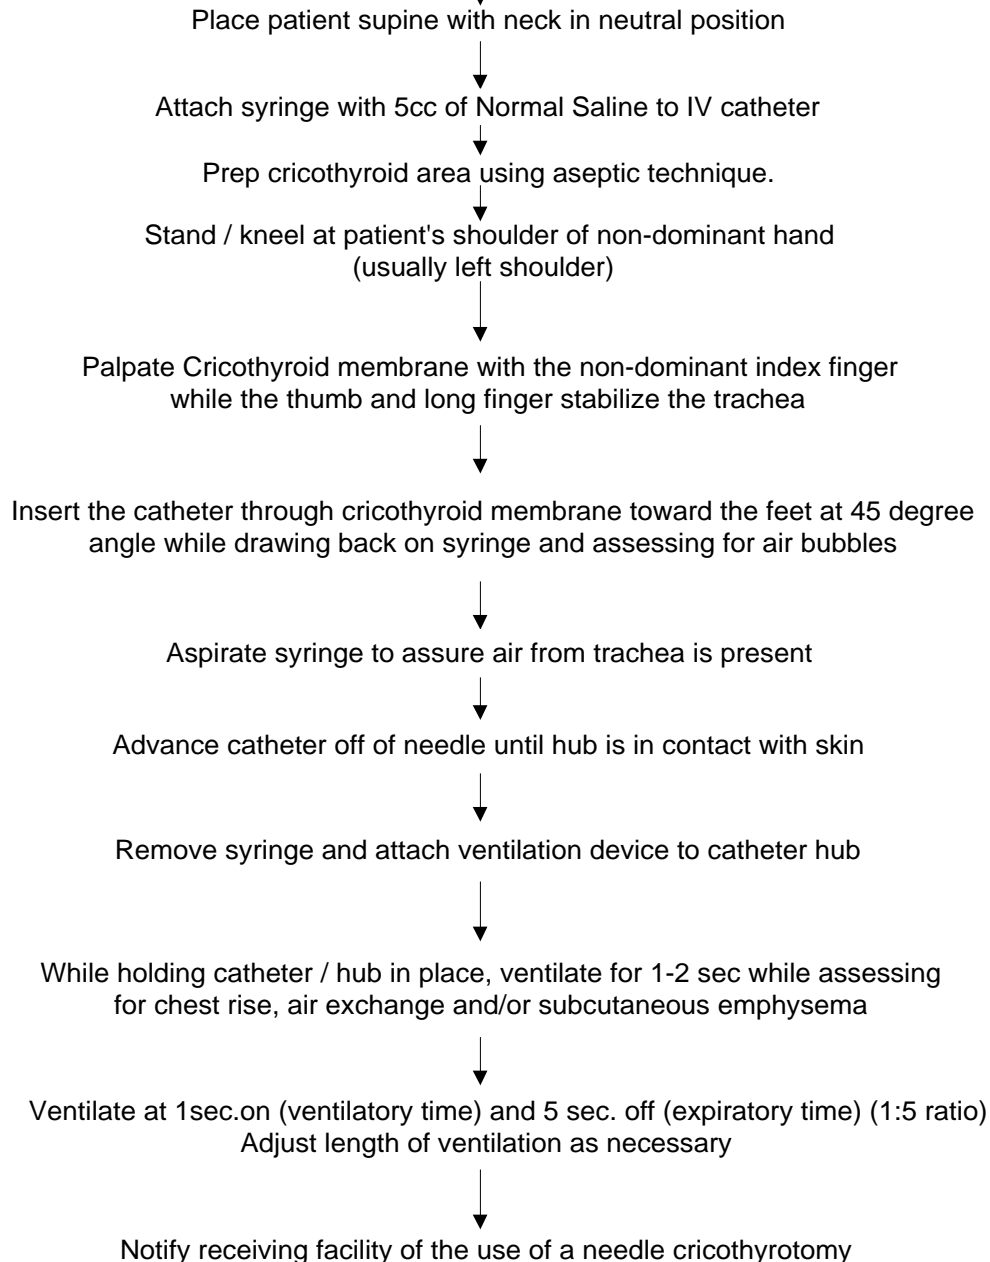 Place patient supine with neck in neutral position
Attach syringe with 5cc of Normal Saline to IV catheter
Prep cricothyroid area using aseptic technique.
Stand / kneel at patient's shoulder of non-dominant hand
(usually left shoulder)
Palpate Cricothyroid membrane with the non-dominant index finger
while the thumb and long finger stabilize the trachea
Insert the catheter through cricothyroid membrane toward the feet at 45 degree
angle while drawing back on syringe and assessing for air bubbles
Aspirate syringe to assure air from trachea is present
Advance catheter off of needle until hub is in contact with skin
Remove syringe and attach ventilation device to catheter hub
While holding catheter / hub in place, ventilate for 1-2 sec while assessing
for chest rise, air exchange and/or subcutaneous emphysema
Ventilate at 1sec.on (ventilatory time) and 5 sec. off (expiratory time) (1:5 ratio)
Adjust length of ventilation as necessary
Notify receiving facility of the use of a needle cricothyrotomy